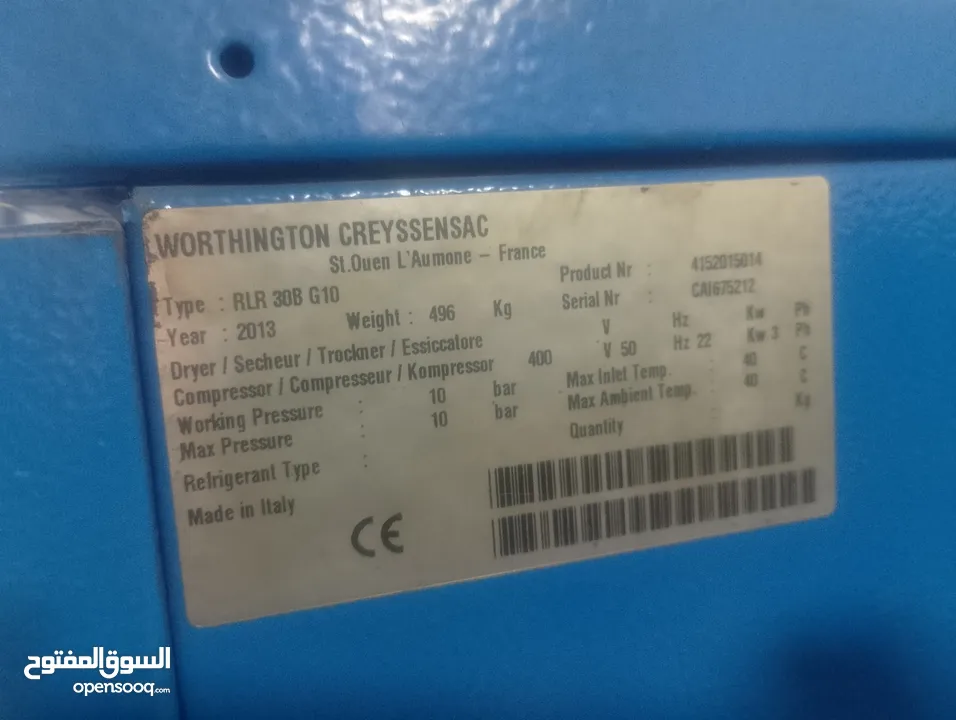 WORTHINGTON CREYSSENSAC
St.Ouen L'Aumone – France
Type : RLR 30B G10 Product Nr : 4152015014
Year : 2013 Weight : 496 Kg Serial Nr : CAI675212
Dryer / Secheur / Trockner / Essiccatore V Hz Kw Ph
Compressor / Compresseur / Kompressor 400 V 50 Hz 22 Kw 3 Ph
Working Pressure : 10 bar Max Inlet Temp. : 40 C
Max Pressure : 10 bar Max Ambient Temp. : 40 C
Refrigerant Type : Quantity Kg
Made in Italy
CE
السوق المفتوح
opensooq.com